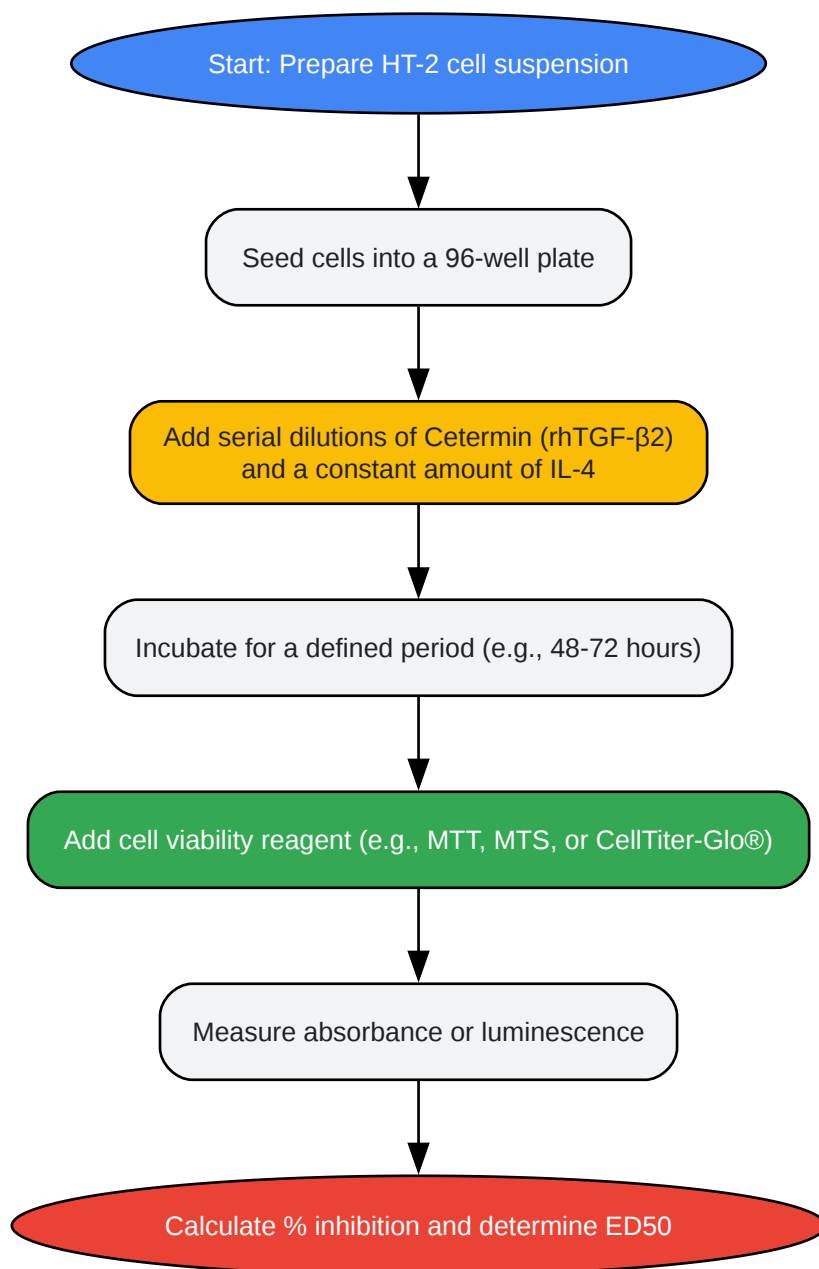 Start: Prepare HT-2 cell suspension
Seed cells into a 96-well plate
Add serial dilutions of Cetermin (rhTGF-β2)
and a constant amount of IL-4
Incubate for a defined period (e.g., 48-72 hours)
Add cell viability reagent (e.g., MTT, MTS, or CellTiter-Glo®)
Measure absorbance or luminescence
Calculate % inhibition and determine ED50